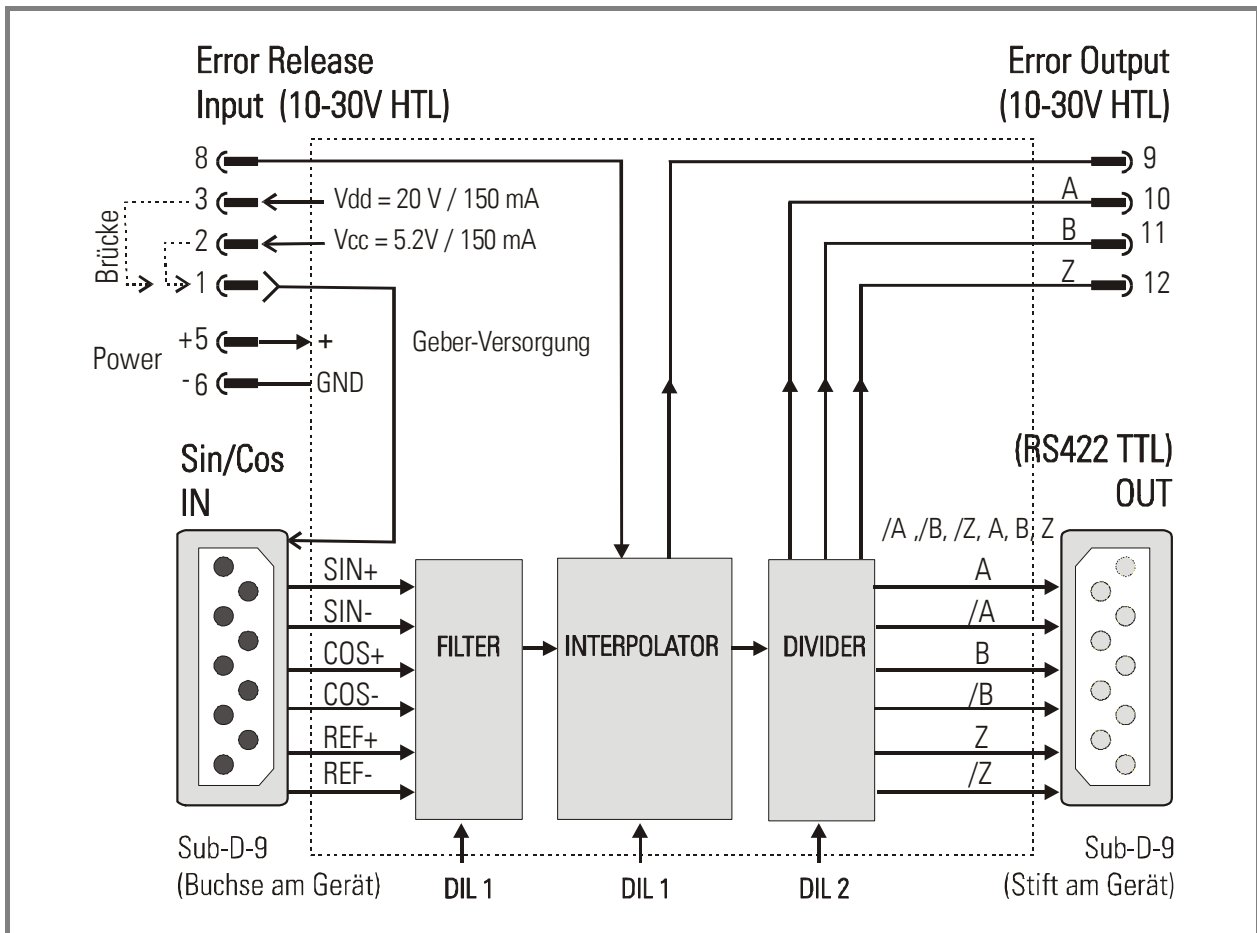 Error Release
Input (10-30V HTL)
Error Output
(10-30V HTL)
8
9
3
Vdd = 20 V / 150 mA
A
10
2
Vcc = 5.2V / 150 mA
B
11
Brücke
1
Z
12
Power
+5
+
Geber-Versorgung
-6
GND
Sin/Cos
IN
(RS422 TTL)
OUT
/A ,/B, /Z, A, B, Z
SIN+
SIN-
COS+
COS-
REF+
REF-
FILTER
INTERPOLATOR
DIVIDER
A
/A
B
/B
Z
/Z
Sub-D-9
(Buchse am Gerät)
DIL 1
DIL 1
DIL 2
Sub-D-9
(Stift am Gerät)